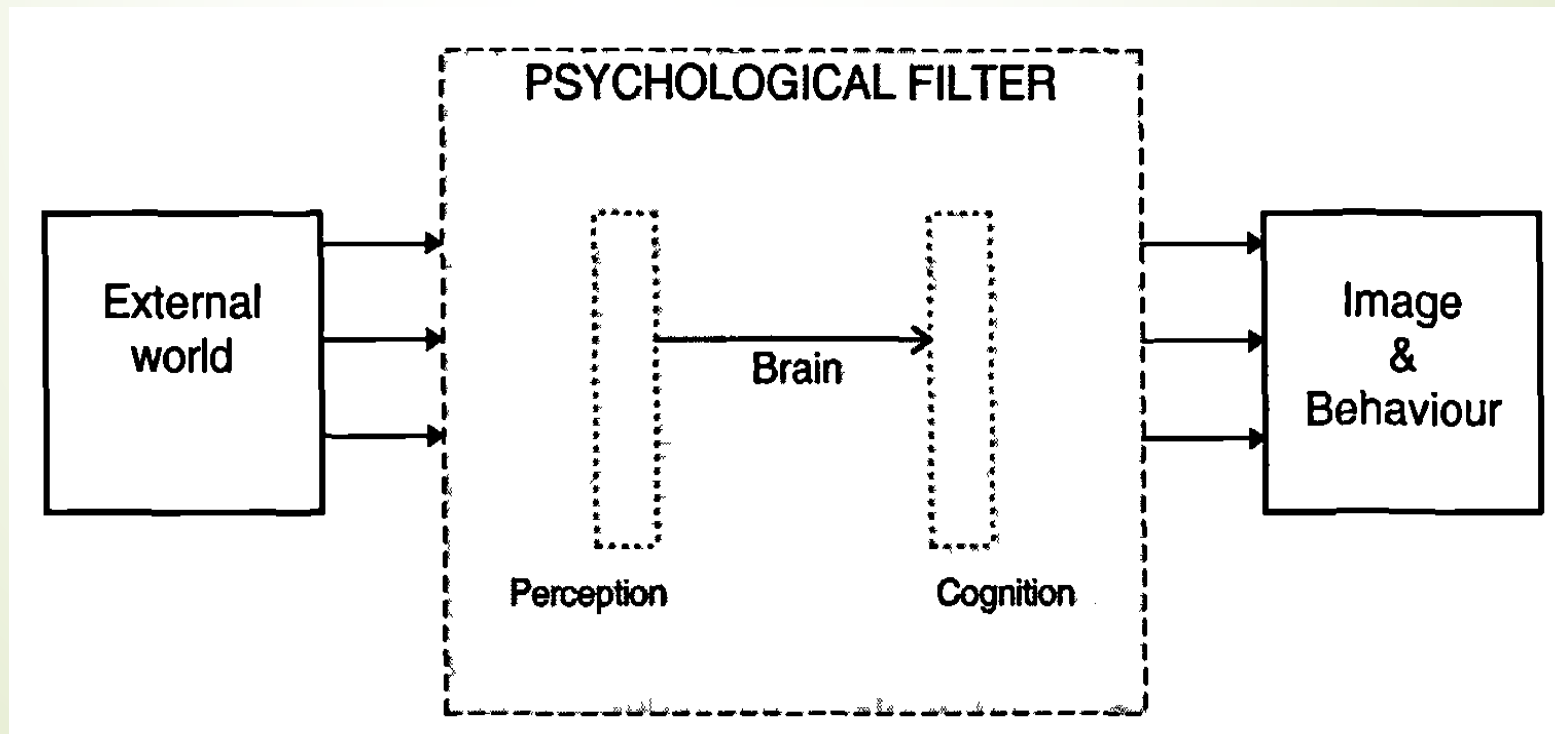 PSYCHOLOGICAL FILTER
External
world
Brain
Perception
Cognition
Image
&
Behaviour